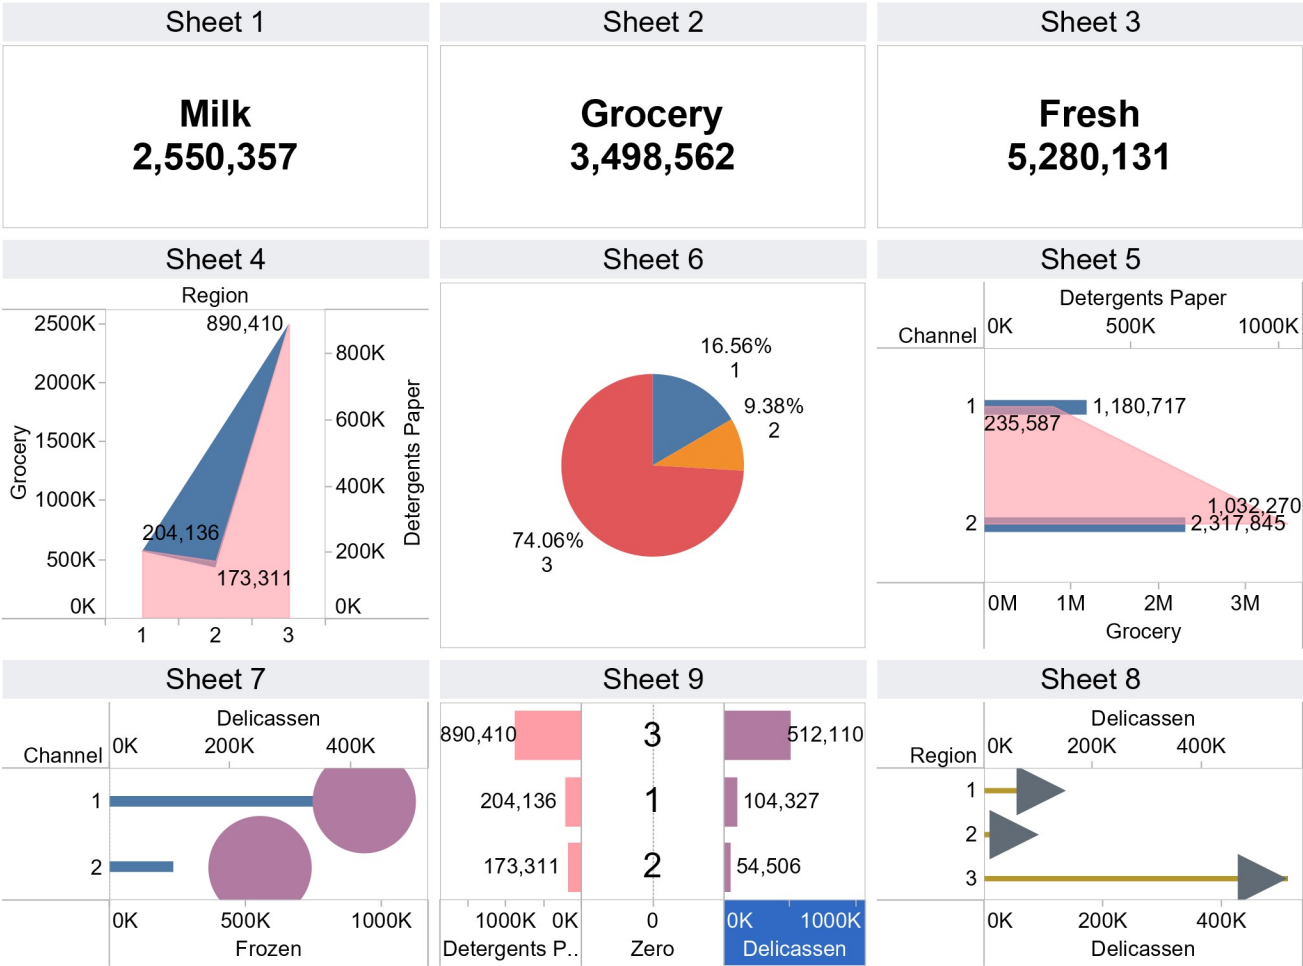 Sheet 1
Sheet 2
Sheet 3
Milk
2,550,357
Grocery
3,498,562
Fresh
5,280,131
Sheet 4
Region
2500K
2000K
1500K
1000K
500K
0K
Grocery
890,410
204,136
173,311
800K
600K
400K
200K
0K
Detergents Paper
1 2 3
Sheet 6
16.56%
1
9.38%
2
74.06%
3
Sheet 5
Detergents Paper
Channel 0K 500K 1000K
1 1,180,717
235,587
1,032,270
2 2,317,845
0M 1M 2M 3M
Grocery
Sheet 7
Delicassen
Channel 0K 200K 400K
1
2
0K 500K 1000K
Frozen
Sheet 9
890,410 3 512,110
204,136 1 104,327
173,311 2 54,506
1000K 0K 0 0K 1000K
Detergents P.. Zero Delicassen
Sheet 8
Delicassen
Region 0K 200K 400K
1
2
3
0K 200K 400K
Delicassen